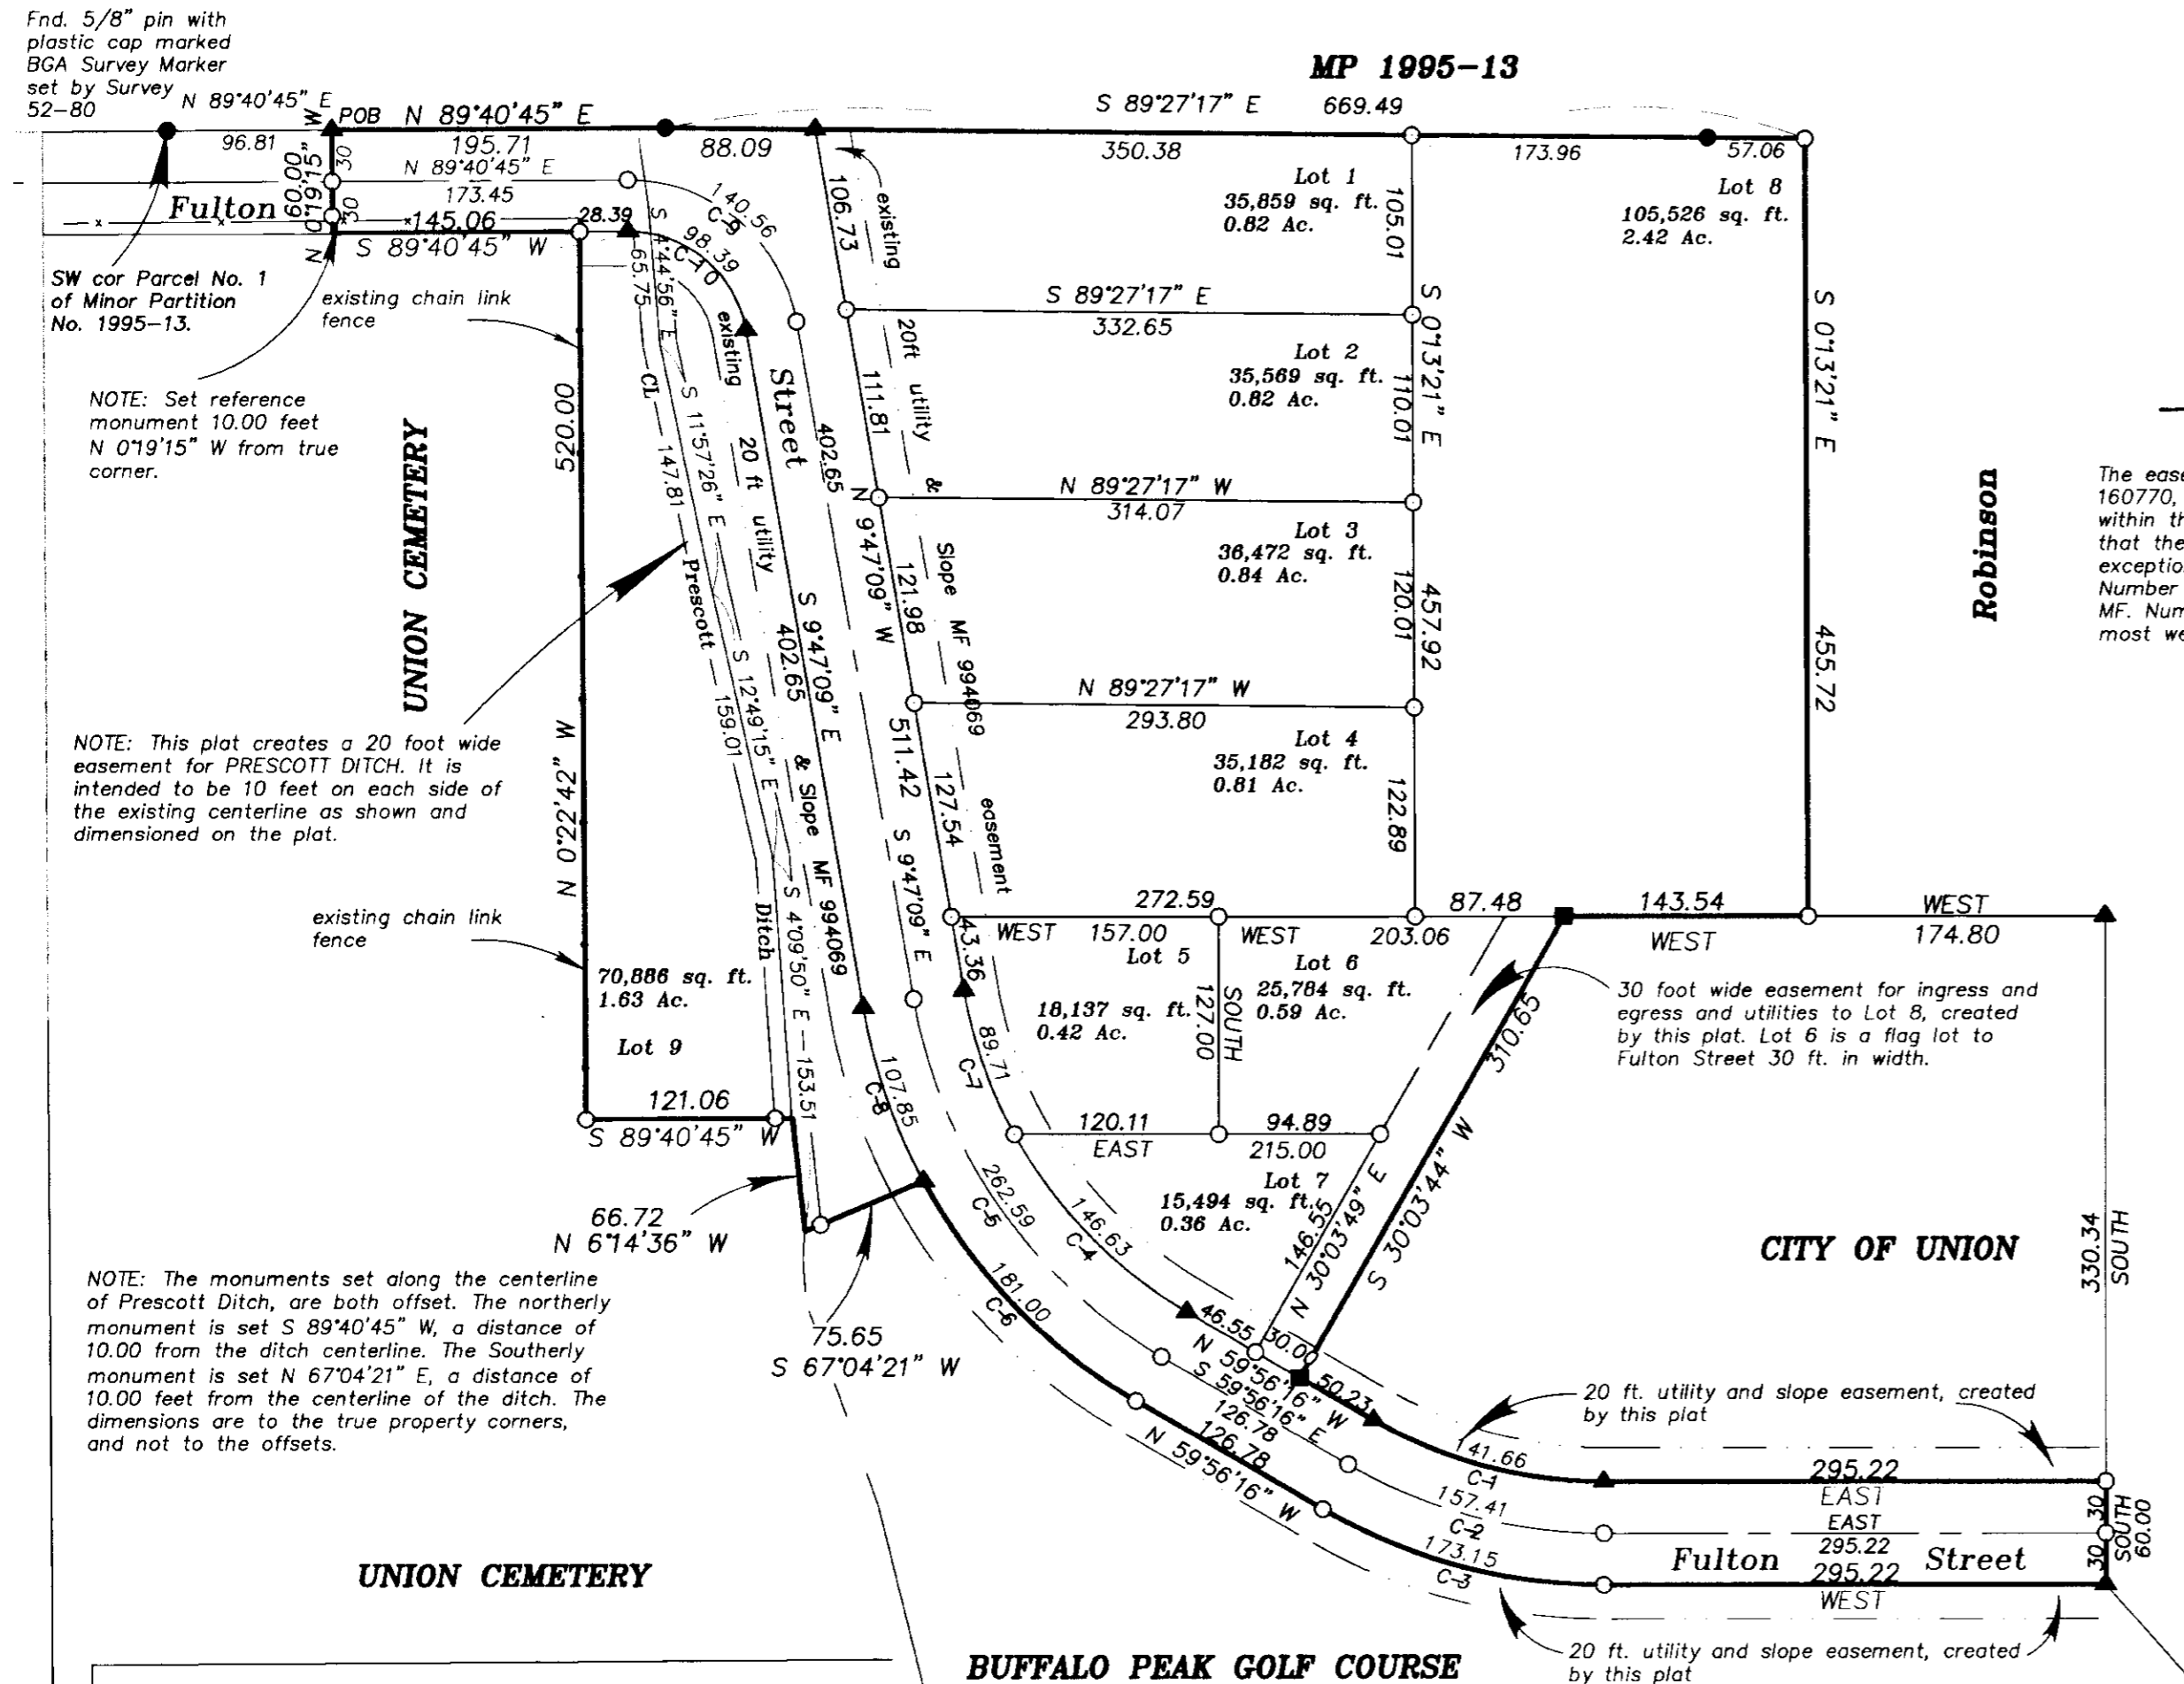 Fnd. 5/8" pin with
plastic cap marked
BGA Survey Marker
set by Survey
52-80
MP 1995-13
N 89°40'45" E
96.81
POB
N 89°40'45" E
195.71
88.09
S 89°27'17" E
669.49
350.38
173.96
57.06
N 0°19'15" W
60.00
30
30
N 89°40'45" E
173.45
Fulton
145.06
28.39
S 89°40'45" W
140.56
C-9
98.39
C-10
SW cor Parcel No. 1
of Minor Partition
No. 1995-13.
existing chain link
fence
NOTE: Set reference
monument 10.00 feet
N 0°19'15" W from true
corner.
UNION CEMETERY
520.00
N 0°22'42" W
S 4°44'56" E
65.75
CL
S 11°57'26" E
147.81
Prescott
S 12°49'15" E
159.01
Ditch
S 4°09'50" E
153.51
existing
20 ft utility
& Slope MF 994069
Street
402.65
S 9°47'09" E
402.65
S 9°47'09" E
106.73
111.81
N 9°47'09" W
121.98
511.42
127.54
43.36
existing
20ft utility
&
Slope MF 994069
easement
Lot 1
35,859 sq. ft.
0.82 Ac.
105.01
S 89°27'17" E
332.65
Lot 2
35,569 sq. ft.
0.82 Ac.
S 0°13'21" E
110.01
N 89°27'17" W
314.07
Lot 3
36,472 sq. ft.
0.84 Ac.
120.01
457.92
N 89°27'17" W
293.80
Lot 4
35,182 sq. ft.
0.81 Ac.
122.89
Lot 8
105,526 sq. ft.
2.42 Ac.
S 0°13'21" E
455.72
Robinson
The ease
160770,
within th
that the
exception
Number
MF. Num
most we
NOTE: This plat creates a 20 foot wide
easement for PRESCOTT DITCH. It is
intended to be 10 feet on each side of
the existing centerline as shown and
dimensioned on the plat.
existing chain link
fence
70,886 sq. ft.
1.63 Ac.
Lot 9
121.06
S 89°40'45" W
272.59
87.48
143.54
WEST
WEST
157.00
WEST
203.06
WEST
174.80
Lot 5
18,137 sq. ft.
0.42 Ac.
SOUTH
127.00
Lot 6
25,784 sq. ft.
0.59 Ac.
30 foot wide easement for ingress and
egress and utilities to Lot 8, created
by this plat. Lot 6 is a flag lot to
Fulton Street 30 ft. in width.
310.65
S 30°03'44" W
89.71
C-7
107.85
C-8
120.11
EAST
94.89
215.00
Lot 7
15,494 sq. ft.
0.36 Ac.
146.55
N 30°03'49" E
66.72
N 6°14'36" W
75.65
S 67°04'21" W
262.59
C-5
146.63
C-4
181.00
C-6
CITY OF UNION
330.34
SOUTH
NOTE: The monuments set along the centerline
of Prescott Ditch, are both offset. The northerly
monument is set S 89°40'45" W, a distance of
10.00 from the ditch centerline. The Southerly
monument is set N 67°04'21" E, a distance of
10.00 feet from the centerline of the ditch. The
dimensions are to the true property corners,
and not to the offsets.
46.55
30.00
N 59°56'16" W
50.23
S 59°56'16" E
126.78
126.78
N 59°56'16" W
20 ft. utility and slope easement, created
by this plat
141.66
C-1
157.41
C-2
173.15
C-3
295.22
EAST
EAST
295.22
Fulton Street
295.22
WEST
30
30
SOUTH
60.00
UNION CEMETERY
BUFFALO PEAK GOLF COURSE
20 ft. utility and slope easement, created
by this plat